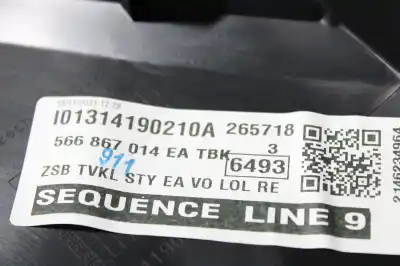 I01314190210A 265718
566 867 014 EA TBK 3
911 6493
ZSB TVKL STY EA VO LOL RE
SEQUENCE LINE 9
2146234964